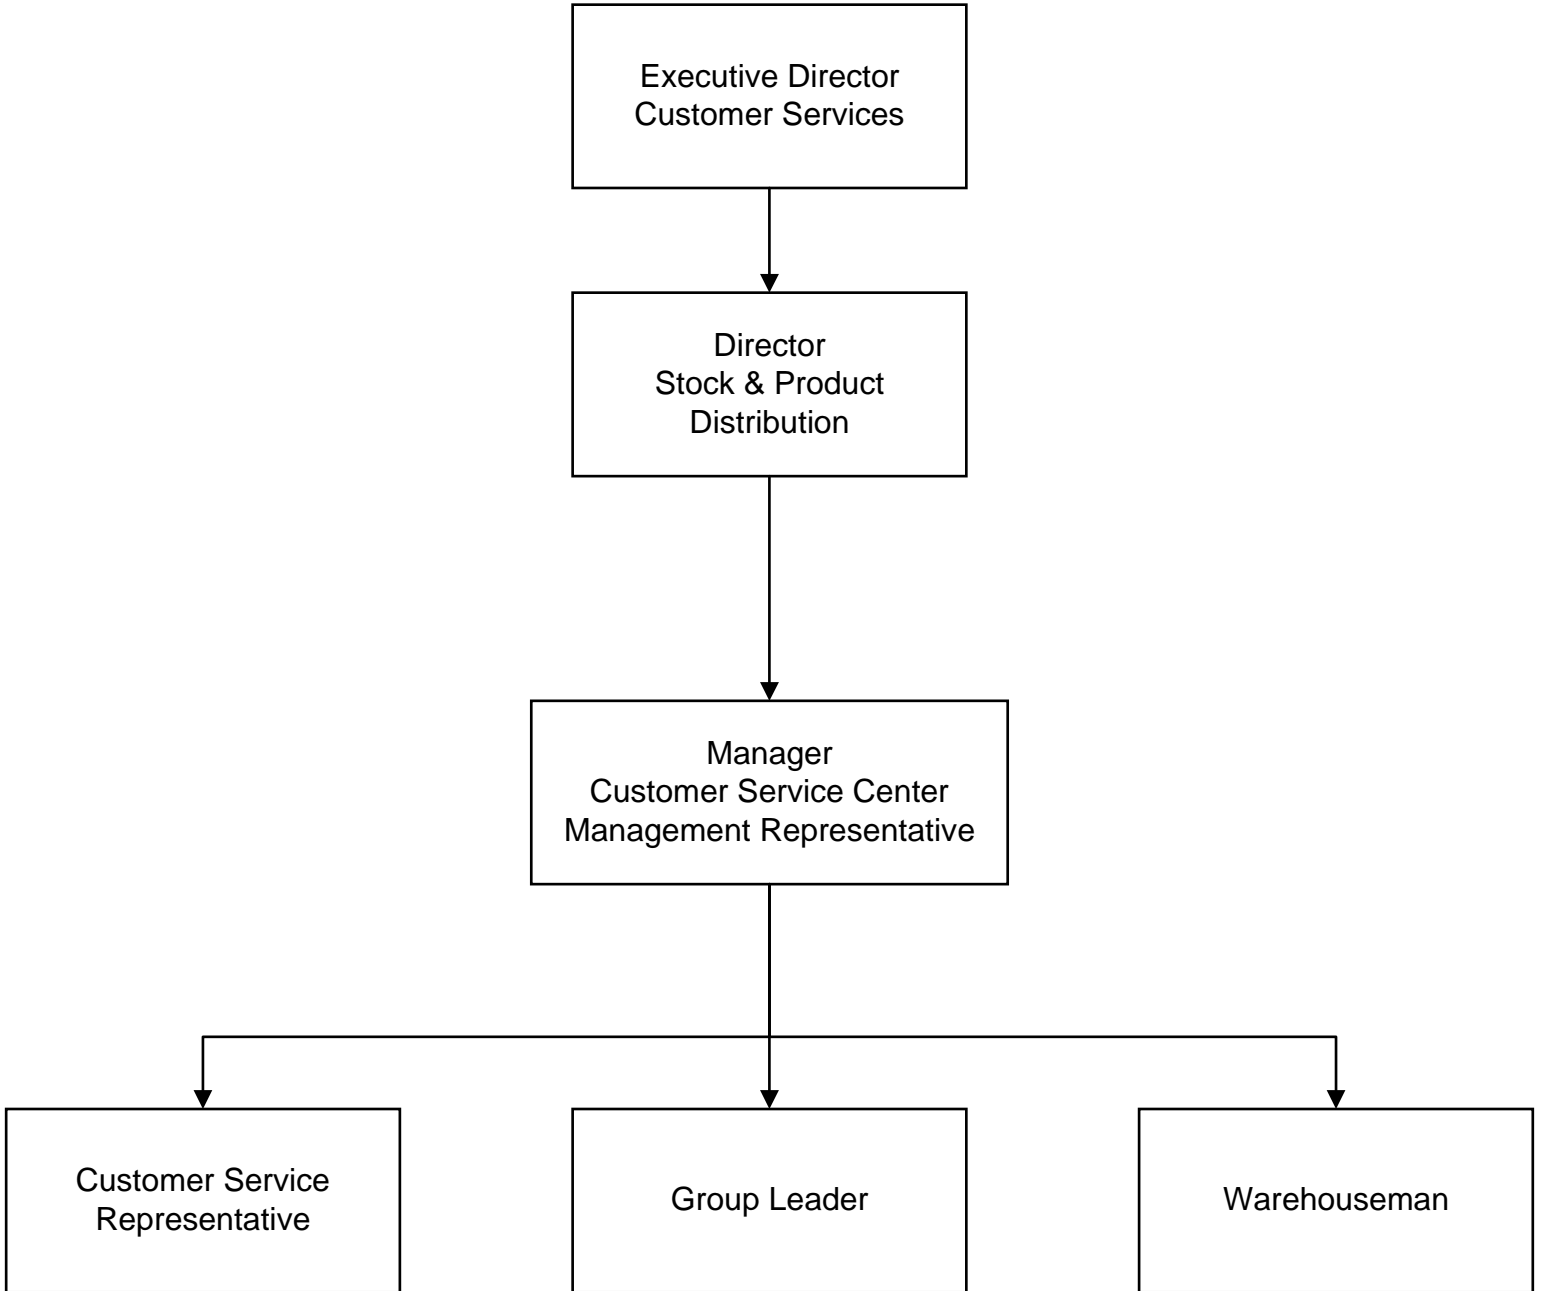 Executive Director
Customer Services
Director
Stock & Product
Distribution
Manager
Customer Service Center
Management Representative
Customer Service
Representative
Group Leader
Warehouseman